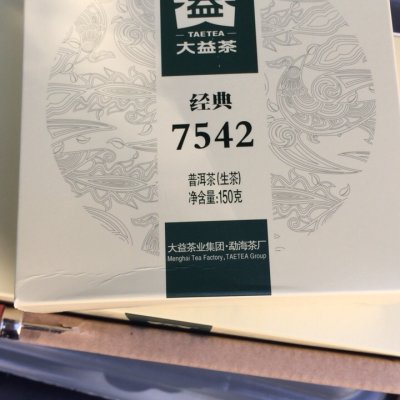 益
TAETEA
大益茶
经典
7542
普洱茶(生茶)
净含量:150克
大益茶业集团·勐海茶厂
Menghai Tea Factory, TAETEA Group